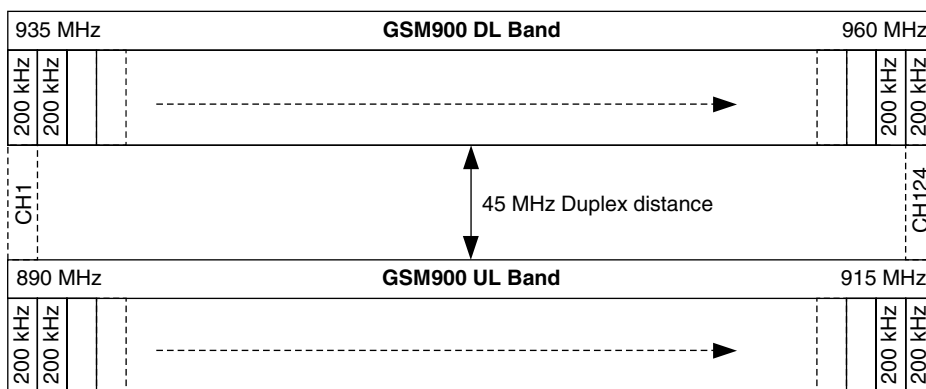 935 MHz GSM900 DL Band 960 MHz
200 kHz 200 kHz 200 kHz 200 kHz
CH1 45 MHz Duplex distance CH124
890 MHz GSM900 UL Band 915 MHz
200 kHz 200 kHz 200 kHz 200 kHz